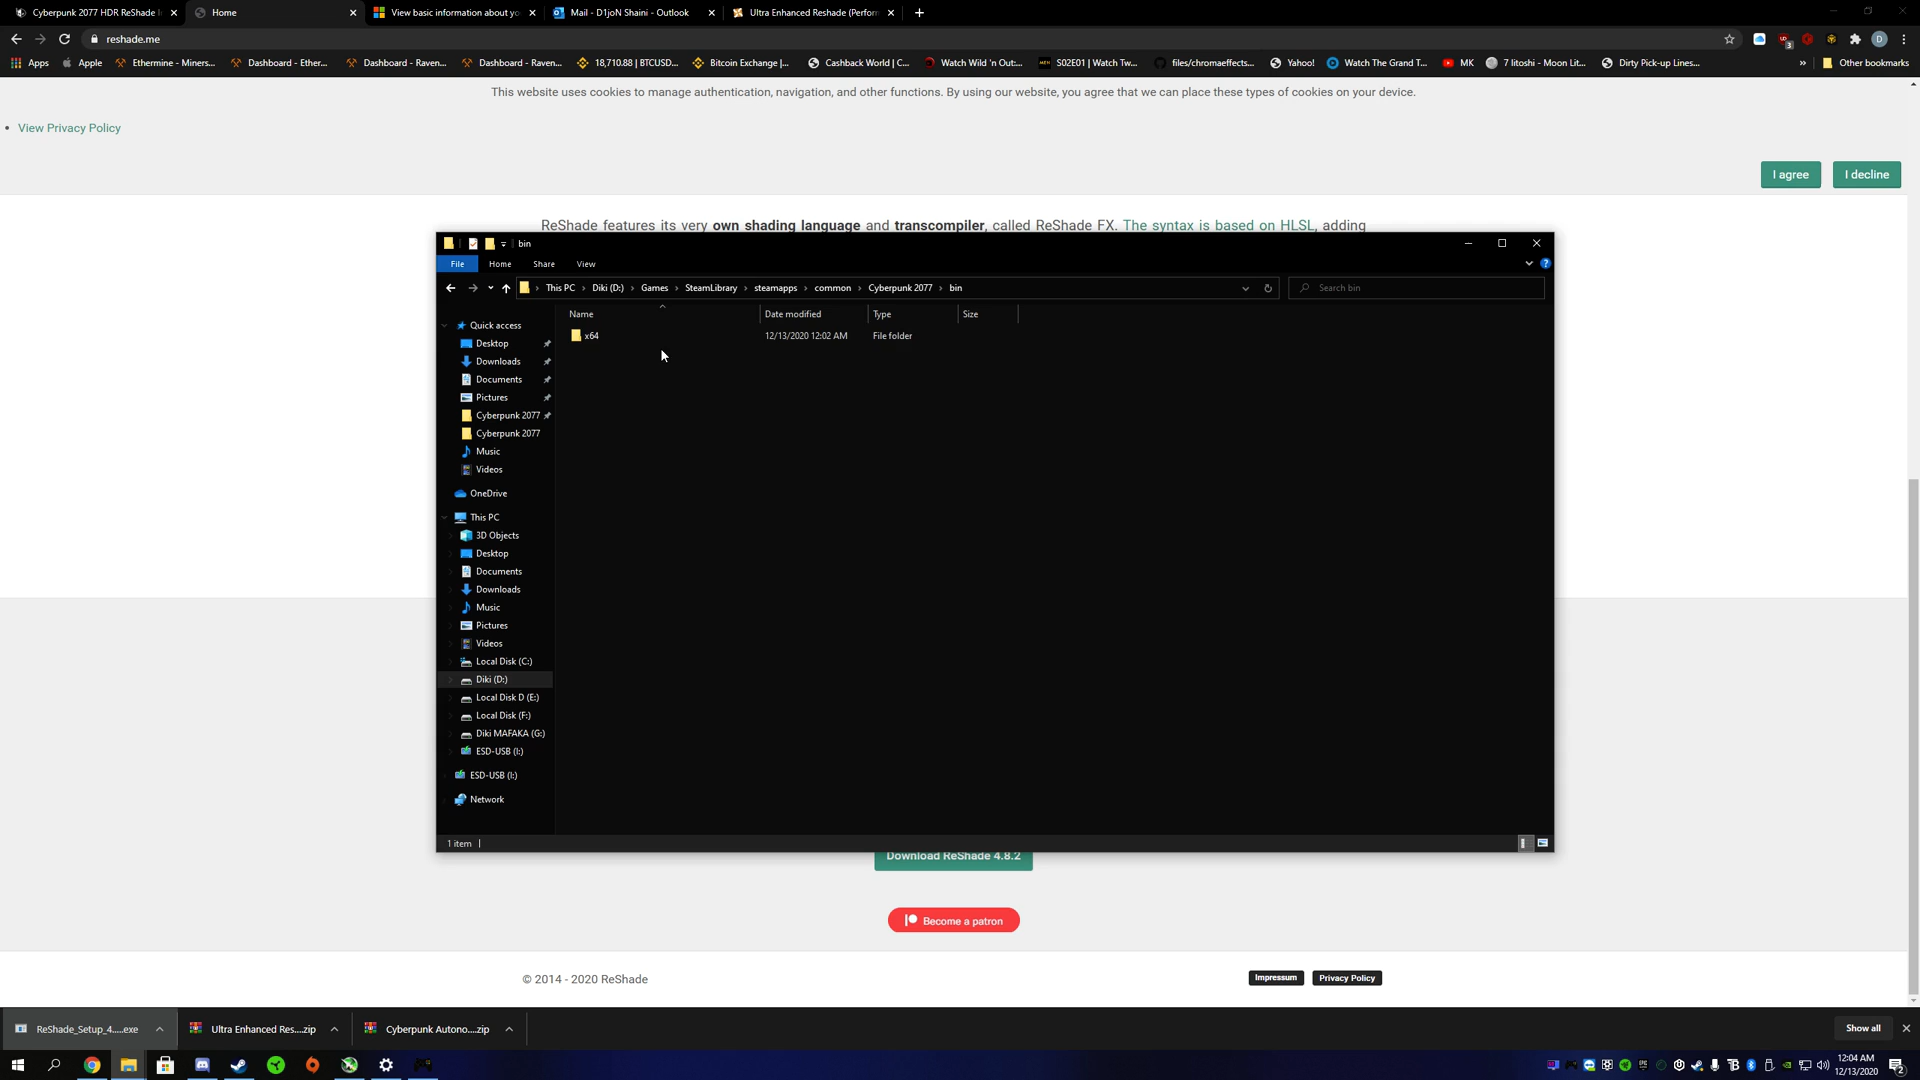 Cyberpunk 2077 HDR ReShade
Home
View basic information about yo
Mail - D1joN Shaini - Outlook
Ultra Enhanced Reshade (Perforn
reshade.me
Apps
Apple
Ethermine - Miners...
Dashboard - Ether...
Dashboard - Raven...
Dashboard - Raven...
18,710.88 | BTCUSD...
Bitcoin Exchange |...
Cashback World | C...
Watch Wild 'n Out:...
S02E01 | Watch Tw...
files/chromaeffects...
Yahoo!
Watch The Grand T...
MK
7 litoshi - Moon Lit...
Dirty Pick-up Lines...
»
Other bookmarks
This website uses cookies to manage authentication, navigation, and other functions. By using our website, you agree that we can place these types of cookies on your device.
• View Privacy Policy
I agree
I decline
ReShade features its very own shading language and transcompiler, called ReShade FX. The syntax is based on HLSL, adding
bin
File
Home
Share
View
This PC › Diki (D:) › Games › SteamLibrary › steamapps › common › Cyberpunk 2077 › bin
Search bin
Name
Date modified
Type
Size
x64
12/13/2020 12:02 AM
File folder
Quick access
Desktop
Downloads
Documents
Pictures
Cyberpunk 2077
Cyberpunk 2077
Music
Videos
OneDrive
This PC
3D Objects
Desktop
Documents
Downloads
Music
Pictures
Videos
Local Disk (C:)
Diki (D:)
Local Disk D (E:)
Local Disk (F:)
Diki MAFAKA (G:)
ESD-USB (I:)
ESD-USB (I:)
Network
1 item
Download ReShade 4.8.2
Become a patron
© 2014 - 2020 ReShade
Impressum
Privacy Policy
ReShade_Setup_4.....exe
Ultra Enhanced Res....zip
Cyberpunk Autono....zip
Show all
12:04 AM
12/13/2020